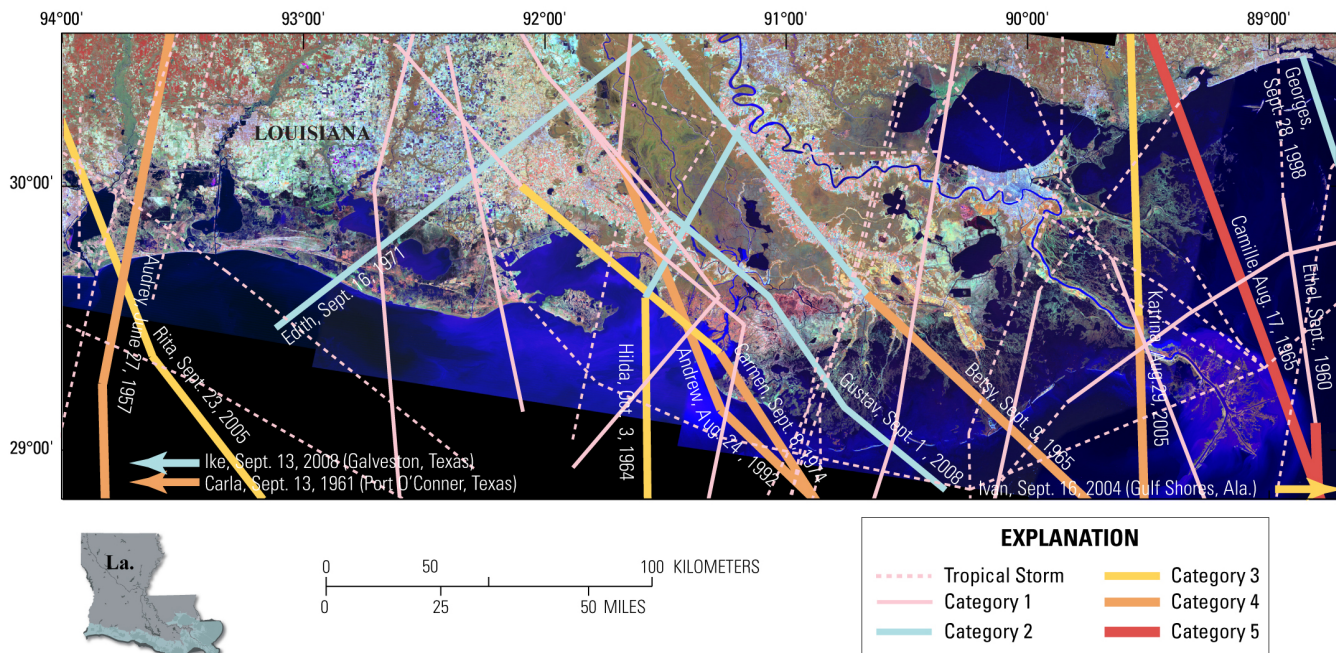 94°00'
93°00'
92°00'
91°00'
90°00'
89°00'
LOUISIANA
30°00'
29°00'
Audrey, June 27, 1957
Rita, Sept. 23, 2005
Edith, Sept. 16, 1971
Hilda, Oct. 3, 1964
Andrew, Aug. 24, 1992
Carmen, Sept. 8, 1974
Gustav, Sept. 1, 2008
Betsy, Sept. 9, 1965
Katrina, Aug. 29, 2005
Camille, Aug. 17, 1965
Ethel, Sept. 1960
Georges,
Sept. 28, 1998
Ike, Sept. 13, 2008 (Galveston, Texas)
Carla, Sept. 13, 1961 (Port O'Conner, Texas)
Ivan, Sept. 16, 2004 (Gulf Shores, Ala.)
La.
0 50 100 KILOMETERS
0 25 50 MILES
EXPLANATION
Tropical Storm
Category 1
Category 2
Category 3
Category 4
Category 5